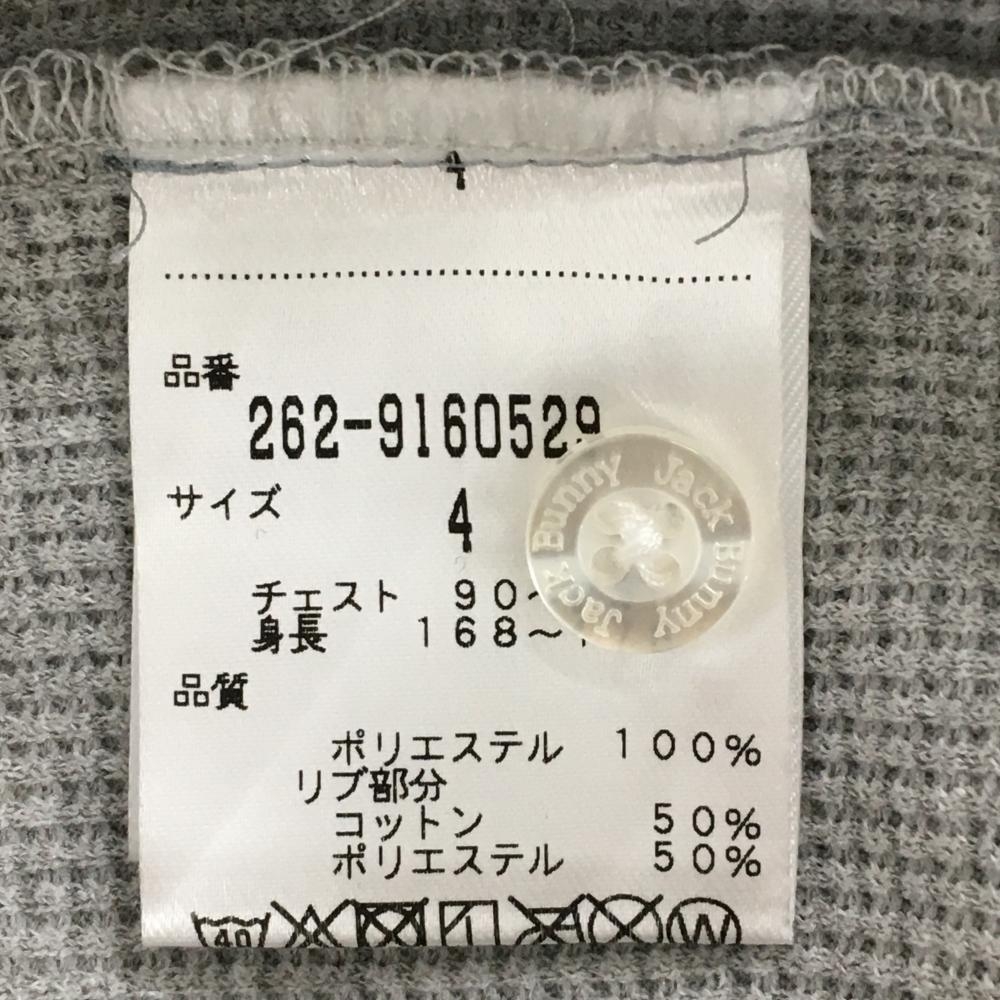 4
品番
262-9160529
サイズ 4
チェスト 90~
身長 168~
品質
ポリエステル 100%
リブ部分
コットン 50%
ポリエステル 50%
40 W
Jack Bunny Jack Bunny